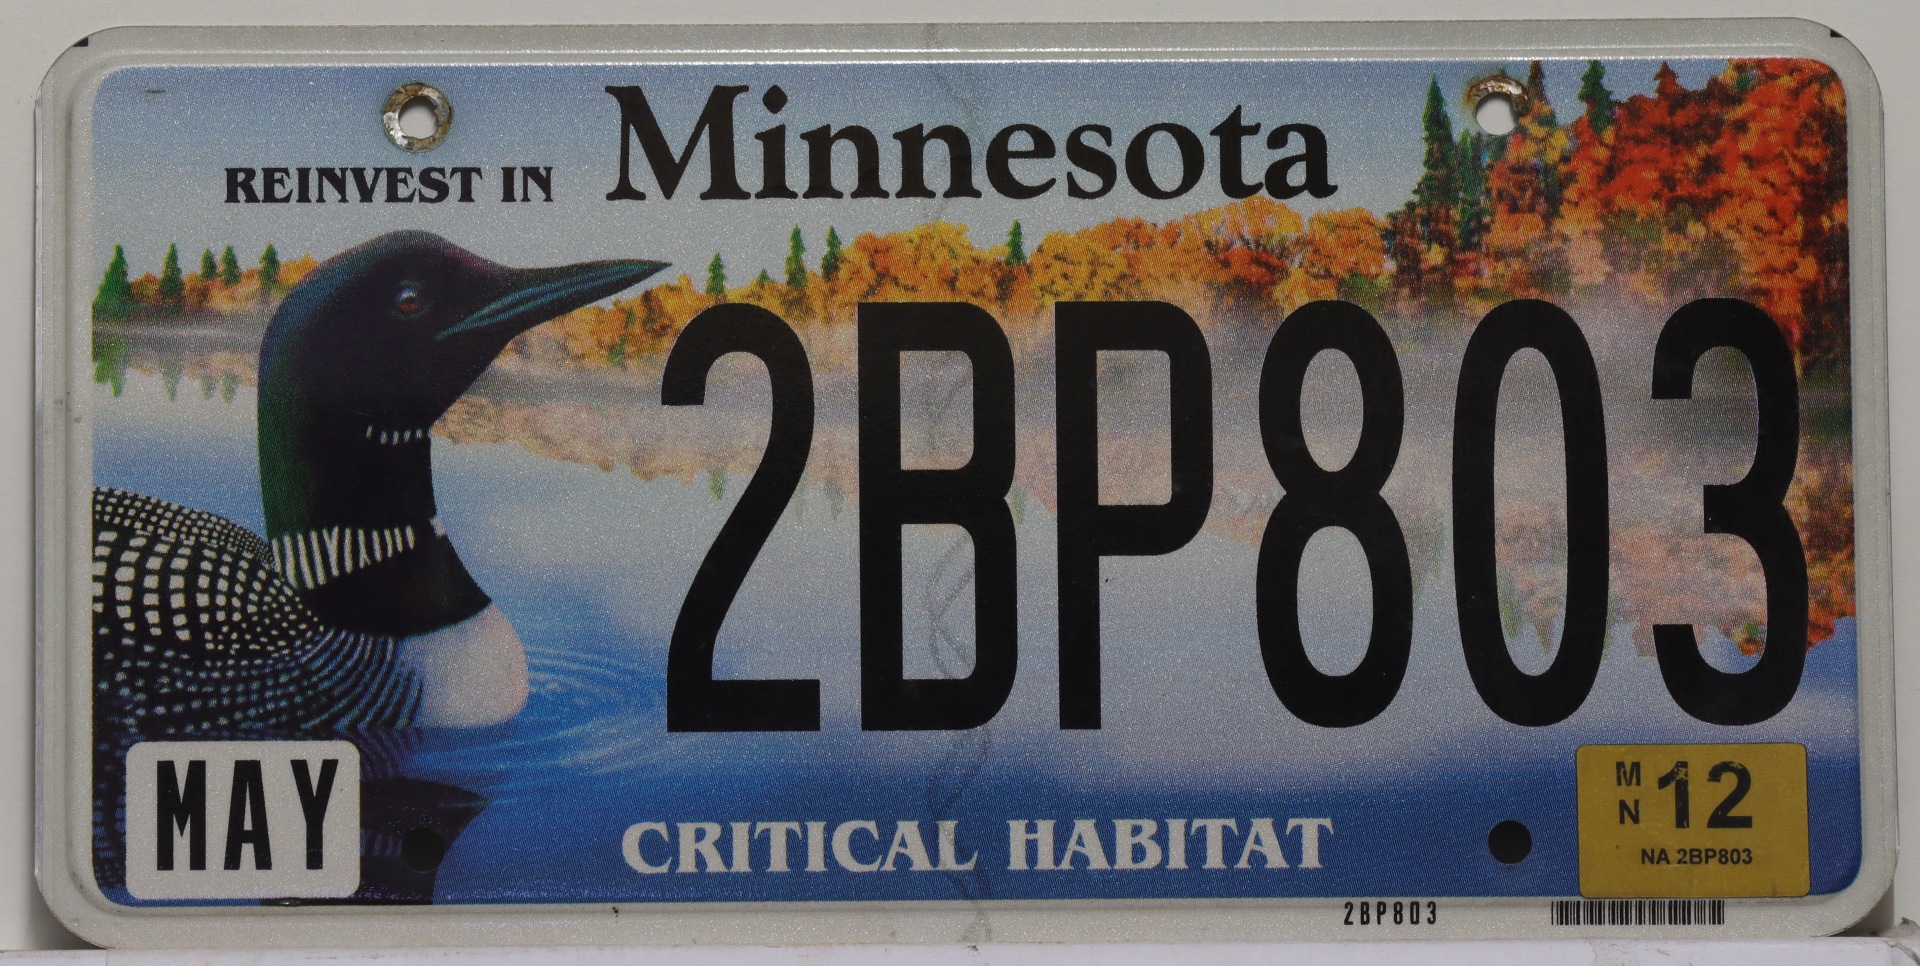 REINVEST IN Minnesota
2BP803
MAY
CRITICAL HABITAT
MN 12
NA 2BP803
2BP803